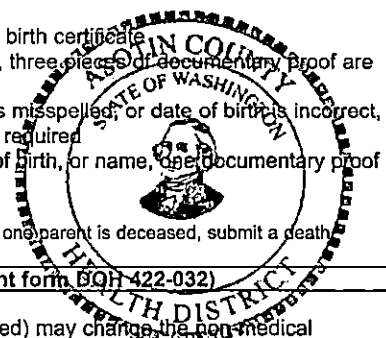 birth certificate
, three pieces of documentary proof are
s misspelled, or date of birth is incorrect,
required
of birth, or name, one documentary proof
one parent is deceased, submit a death
nt form DOH 422-032)
ed) may change the non-medical
ASOTIN COUNTY
HEALTH DISTRICT
STATE OF WASHINGTON